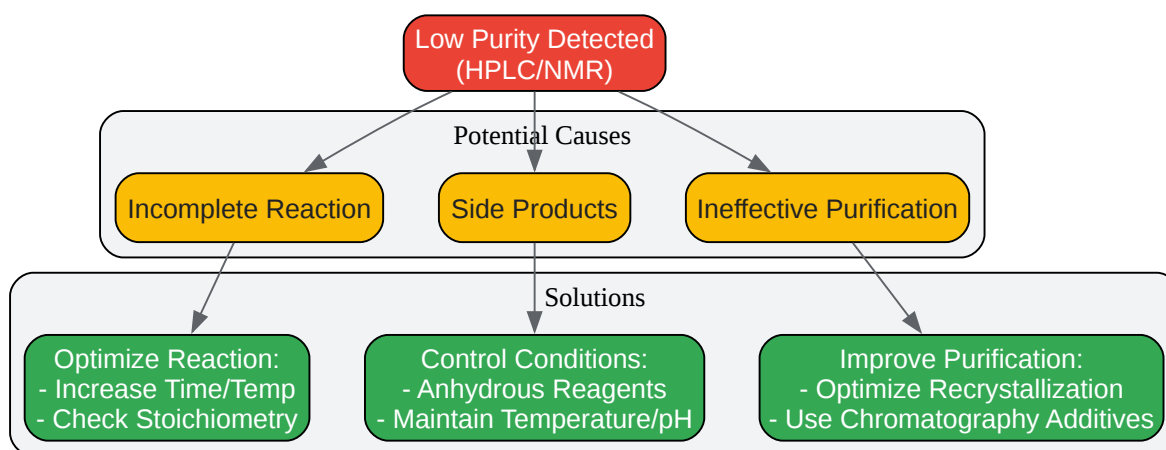 Low Purity Detected
(HPLC/NMR)
Potential Causes
Incomplete Reaction
Side Products
Ineffective Purification
Solutions
Optimize Reaction:
- Increase Time/Temp
- Check Stoichiometry
Control Conditions:
- Anhydrous Reagents
- Maintain Temperature/pH
Improve Purification:
- Optimize Recrystallization
- Use Chromatography Additives